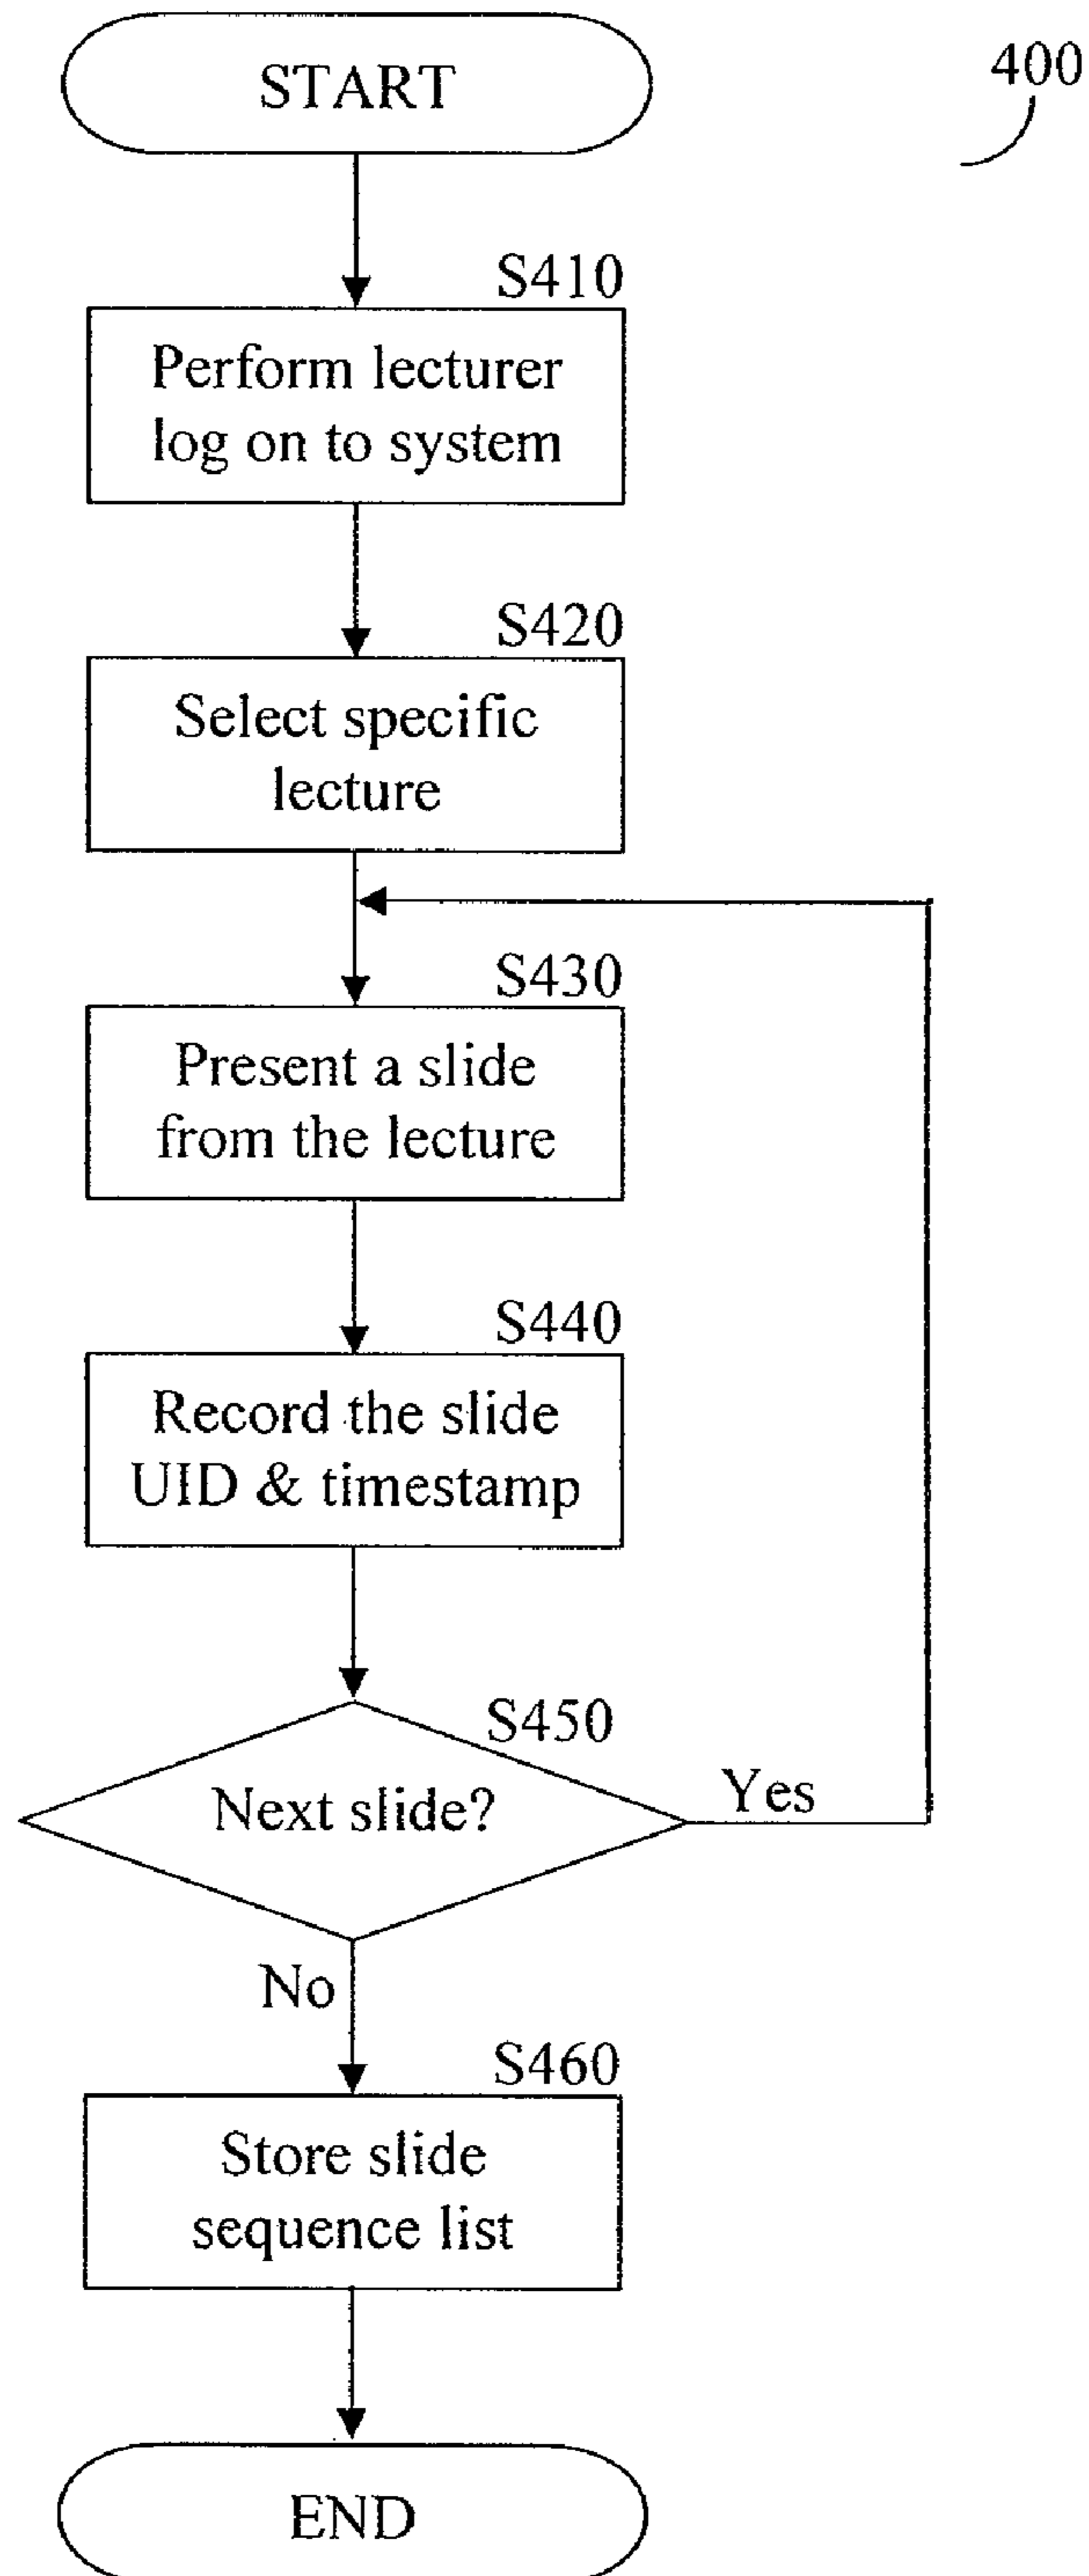 START
400
S410
Perform lecturer
log on to system
S420
Select specific
lecture
S430
Present a slide
from the lecture
S440
Record the slide
UID & timestamp
S450
Next slide?
Yes
No
S460
Store slide
sequence list
END